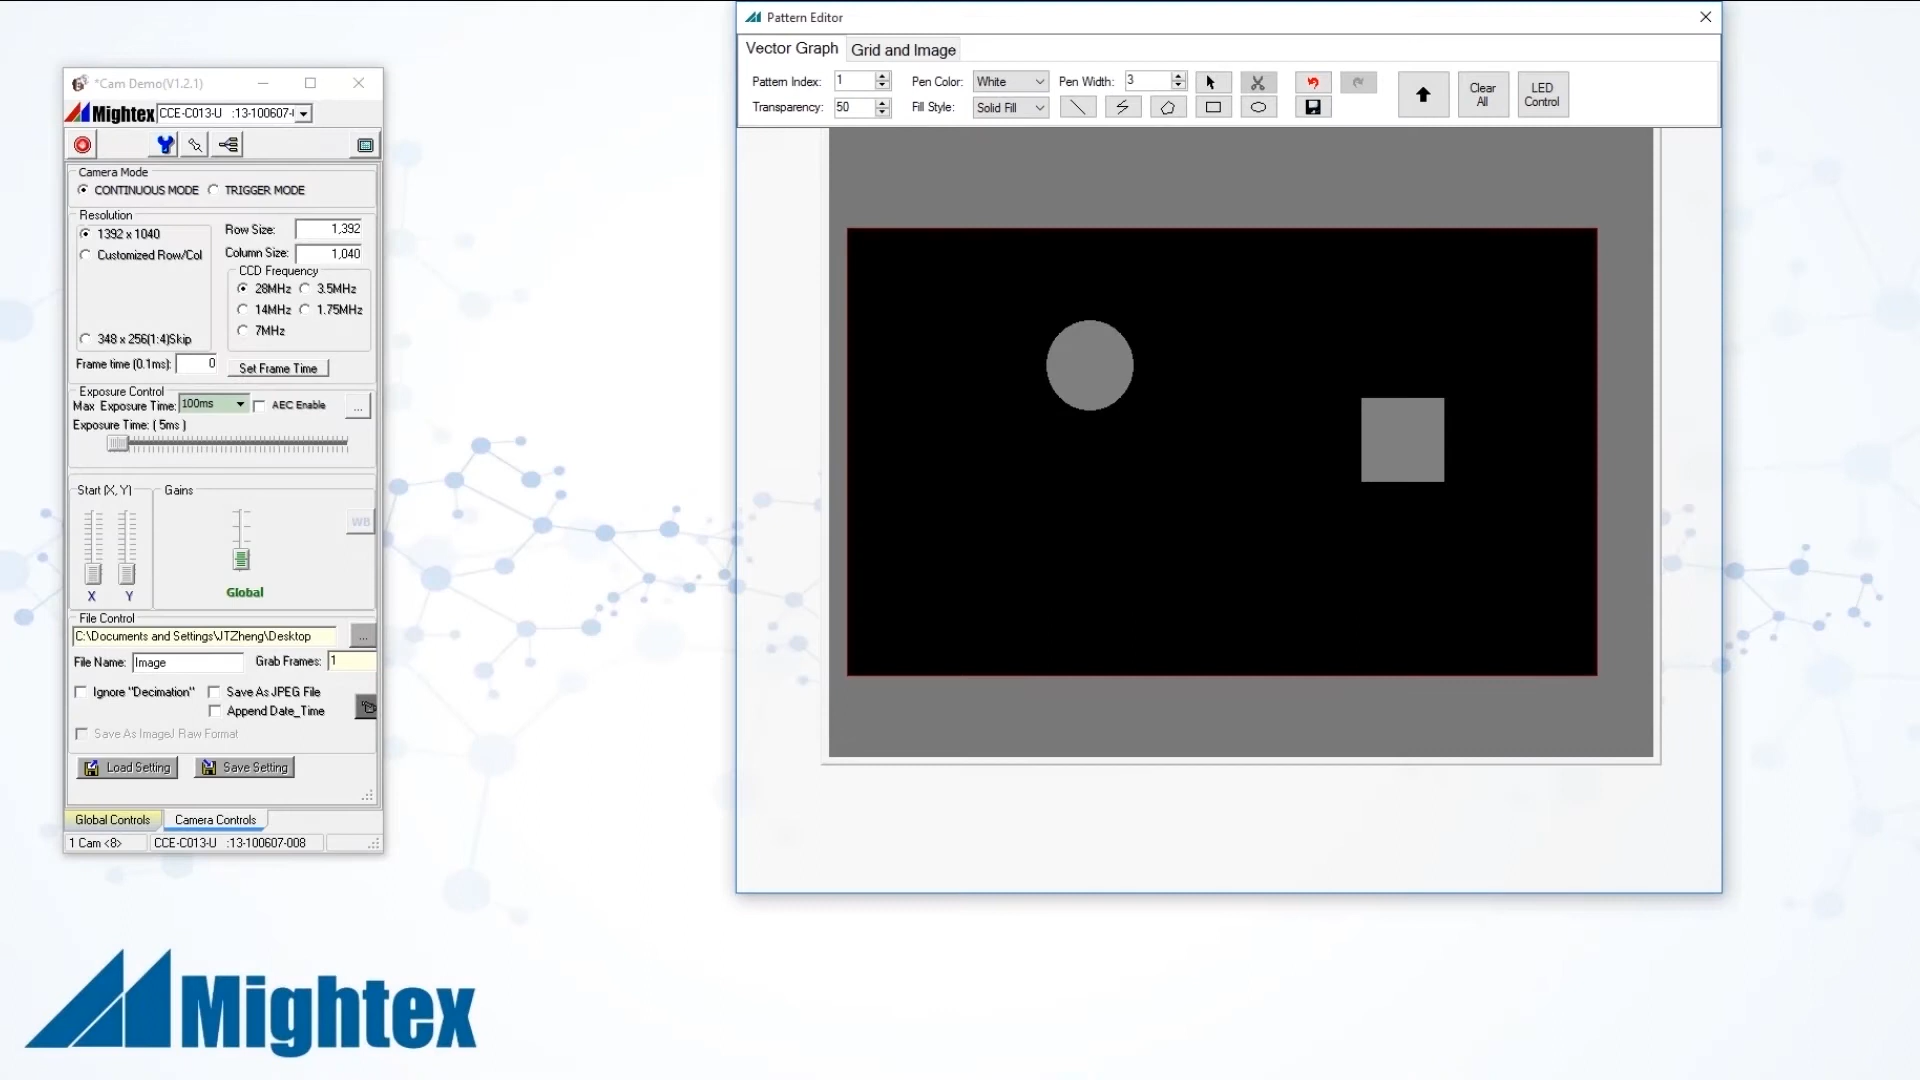 Pattern Editor
Vector Graph Grid and Image
Pattern Index: 1 Pen Color: White Pen Width: 3
Transparency: 50 Fill Style: Solid Fill
Clear All
LED Control
*Cam Demo(V1.2.1)
Mightex CCE-C013-U :13-100607-
Camera Mode
CONTINUOUS MODE TRIGGER MODE
Resolution
1392 x 1040
Customized Row/Col
348 x 256(1:4)Skip
Row Size: 1,392
Column Size: 1,040
CCD Frequency
28MHz 3.5MHz
14MHz 1.75MHz
7MHz
Frame time (0.1ms): 0 Set Frame Time
Exposure Control
Max Exposure Time: 100ms AEC Enable ...
Exposure Time: ( 5ms )
Start (X, Y) Gains
WB
X Y
Global
File Control
C:\Documents and Settings\JTZheng\Desktop ...
File Name: Image Grab Frames: 1
Ignore "Decimation" Save As JPEG File
Append Date_Time
Save As ImageJ Raw Format
Load Setting Save Setting
Global Controls Camera Controls
1 Cam <8> CCE-C013-U :13-100607-008
Mightex